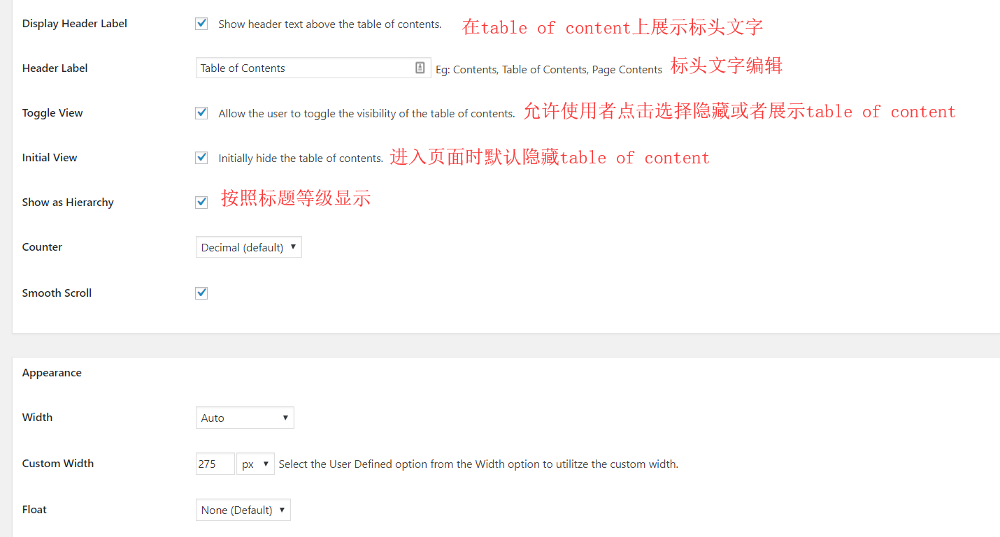 Display Header Label Show header text above the table of contents. 在table of content上展示标头文字
Header Label Table of Contents Eg: Contents, Table of Contents, Page Contents 标头文字编辑
Toggle View Allow the user to toggle the visibility of the table of contents. 允许使用者点击选择隐藏或者展示table of content
Initial View Initially hide the table of contents. 进入页面时默认隐藏table of content
Show as Hierarchy 按照标题等级显示
Counter Decimal (default)
Smooth Scroll
Appearance
Width Auto
Custom Width 275 px Select the User Defined option from the Width option to utilitze the custom width.
Float None (Default)